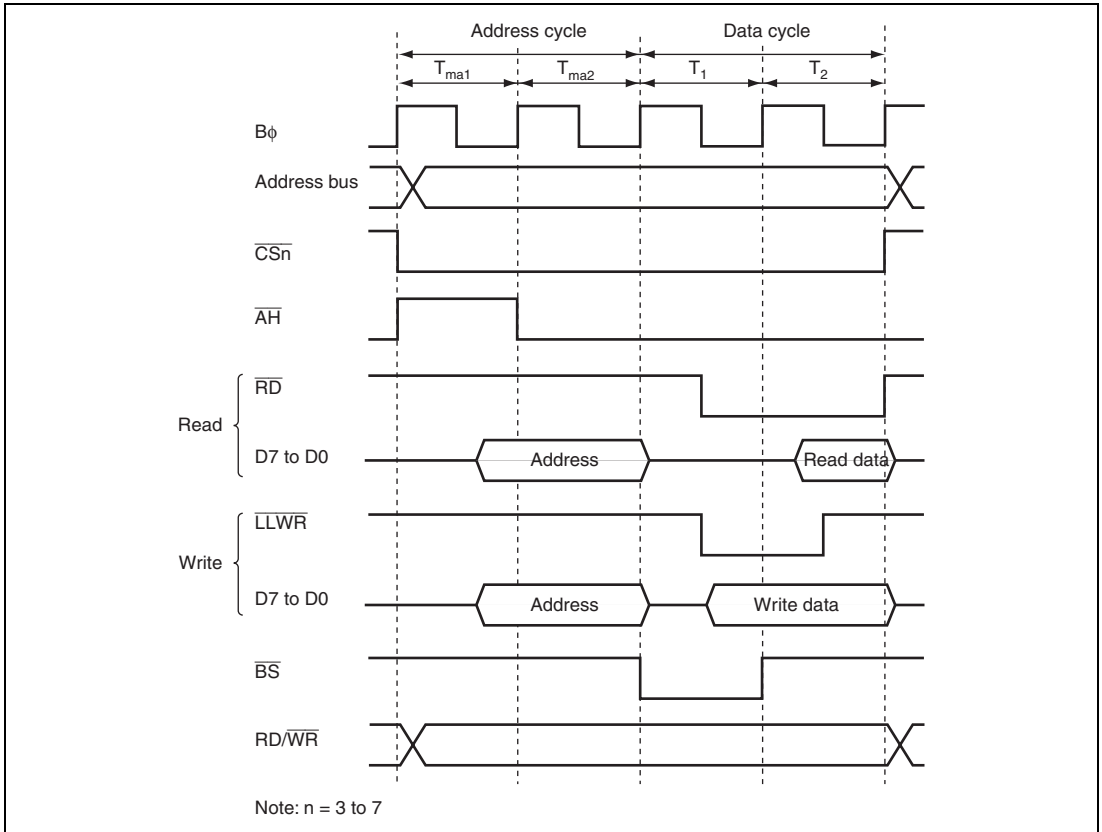 Address cycle Data cycle
Tma1 Tma2 T1 T2
Bϕ
Address bus
CSn
AH
RD
Read
D7 to D0 Address Read data
LLWR
Write
D7 to D0 Address Write data
BS
RD/WR
Note: n = 3 to 7